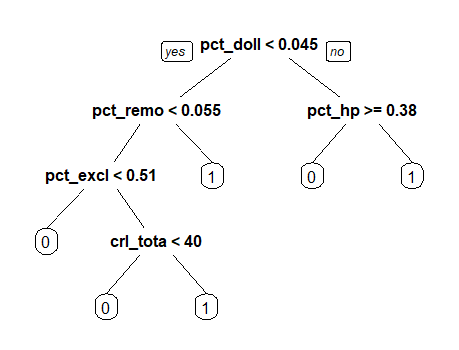 yes pct_doll < 0.045 no
pct_remo < 0.055 pct_hp >= 0.38
pct_excl < 0.51 1 0 1
0 crl_tota < 40
0 1